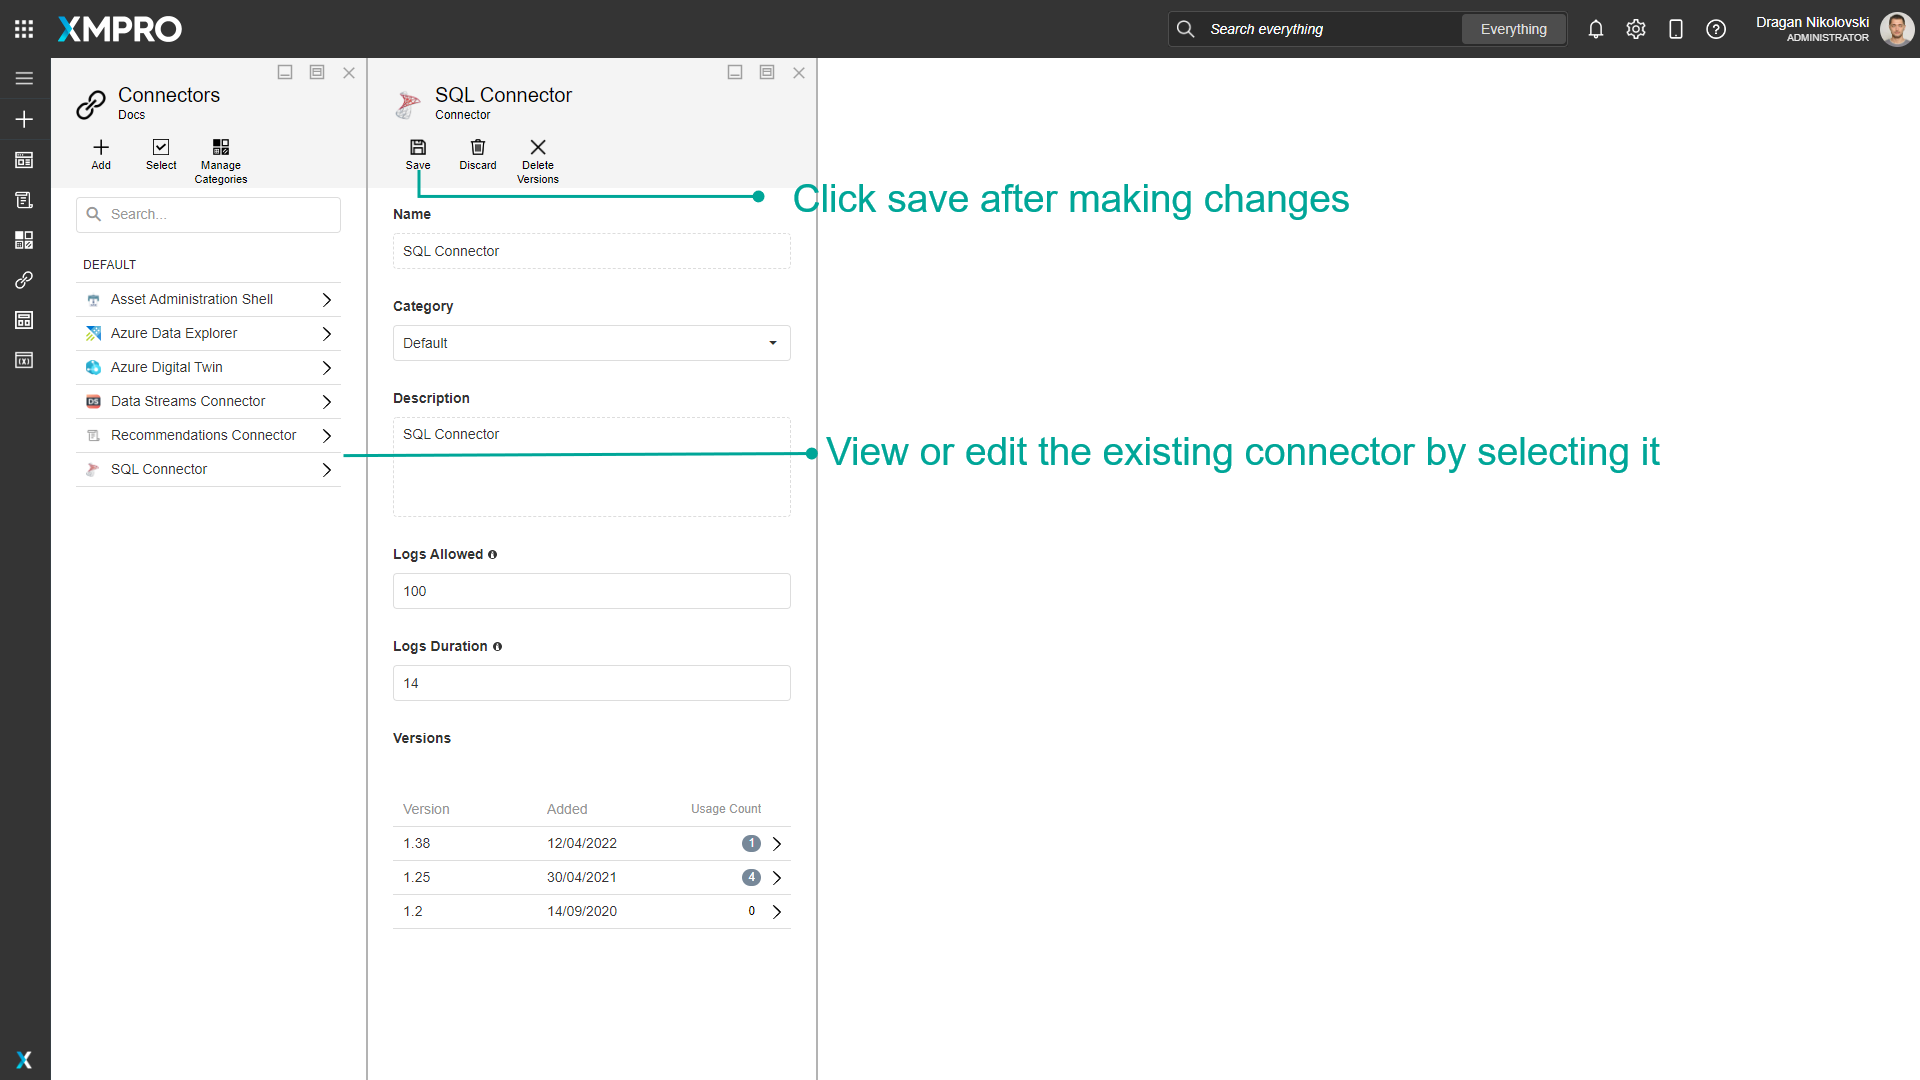 XMPRO
Search everything
Everything
Dragan Nikolovski
ADMINISTRATOR
Connectors
Docs
Add
Select
Manage
Categories
Search...
DEFAULT
Asset Administration Shell
Azure Data Explorer
Azure Digital Twin
DS
Data Streams Connector
Recommendations Connector
SQL Connector
SQL Connector
Connector
Save
Discard
Delete
Versions
Click save after making changes
Name
SQL Connector
Category
Default
Description
SQL Connector
View or edit the existing connector by selecting it
Logs Allowed
100
Logs Duration
14
Versions
Version Added Usage Count
1.38 12/04/2022 1
1.25 30/04/2021 4
1.2 14/09/2020 0
X